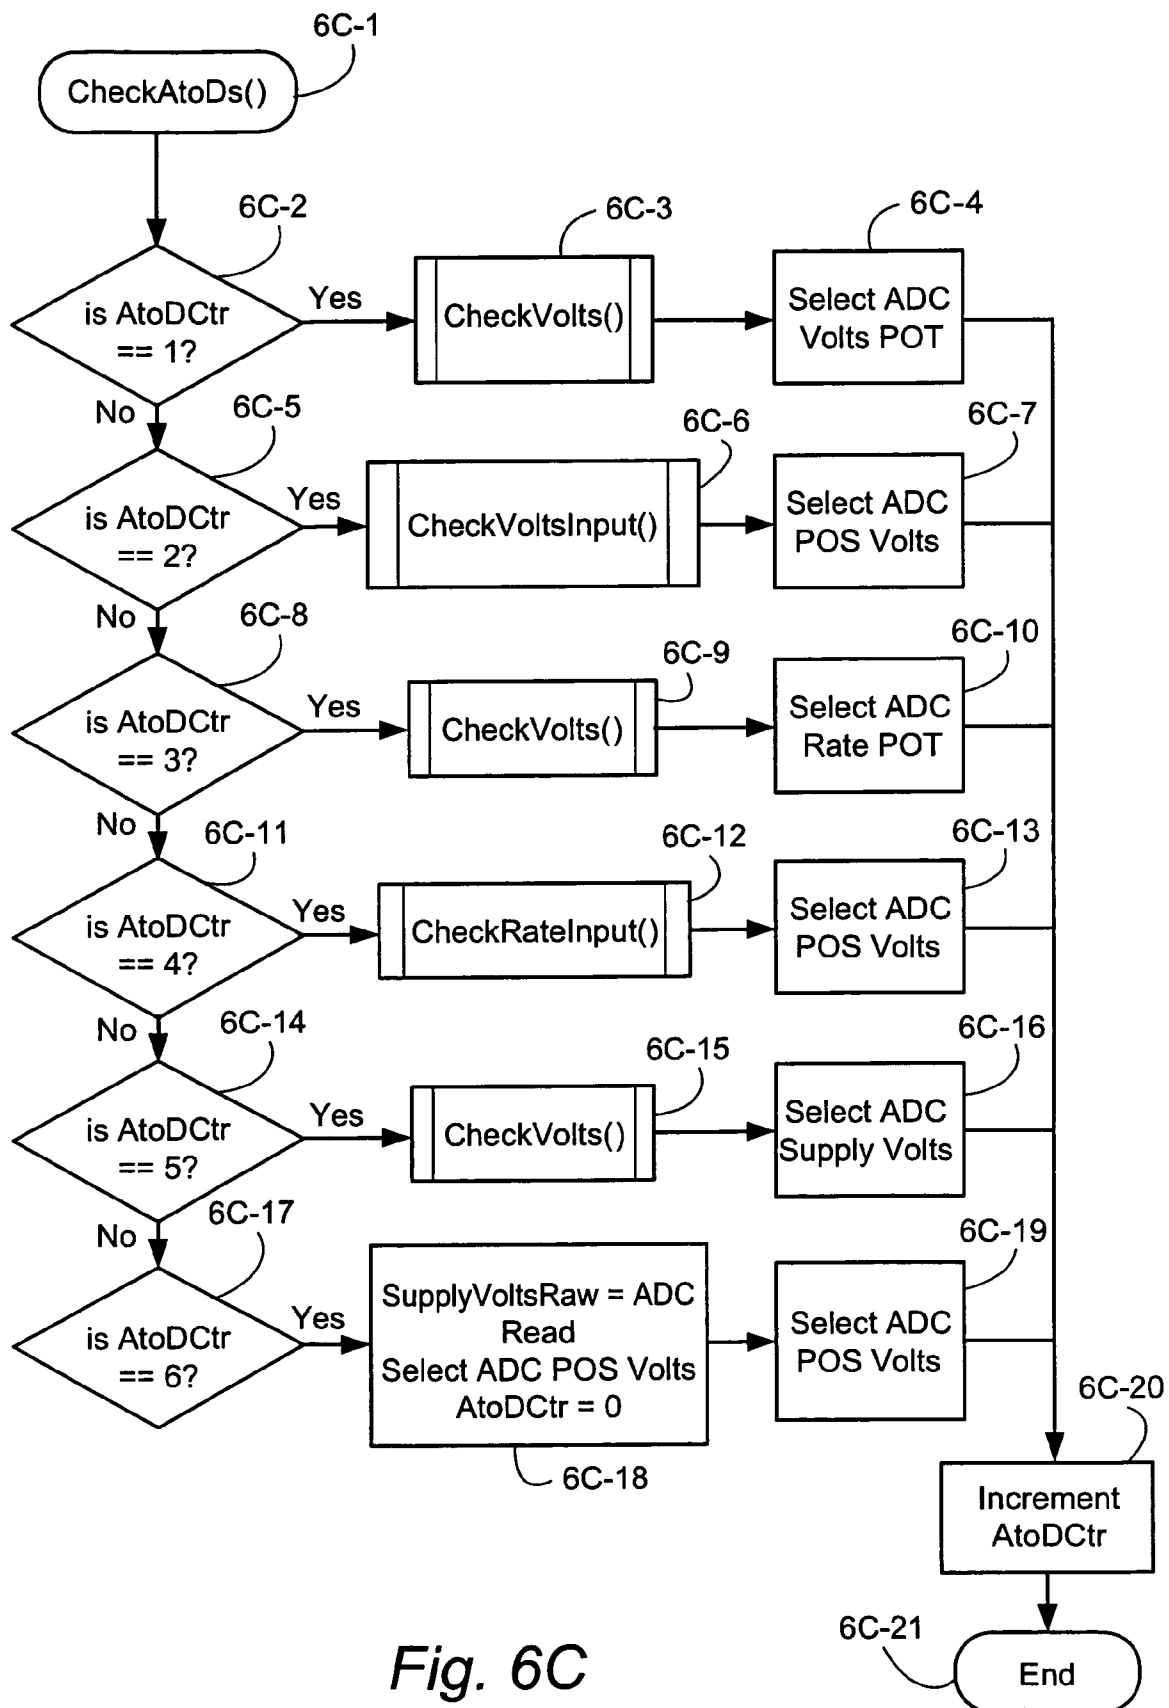 6C-1
CheckAtoDs()
6C-2
6C-3
6C-4
is AtoDCtr
== 1?
Yes
CheckVolts()
Select ADC
Volts POT
No
6C-5
6C-6
6C-7
is AtoDCtr
== 2?
Yes
CheckVoltsInput()
Select ADC
POS Volts
No
6C-8
6C-9
6C-10
is AtoDCtr
== 3?
Yes
CheckVolts()
Select ADC
Rate POT
No
6C-11
6C-12
6C-13
is AtoDCtr
== 4?
Yes
CheckRateInput()
Select ADC
POS Volts
No
6C-14
6C-15
6C-16
is AtoDCtr
== 5?
Yes
CheckVolts()
Select ADC
Supply Volts
No
6C-17
6C-19
is AtoDCtr
== 6?
Yes
SupplyVoltsRaw = ADC
Read
Select ADC POS Volts
AtoDCtr = 0
Select ADC
POS Volts
6C-18
6C-20
Increment
AtoDCtr
6C-21
End
Fig. 6C